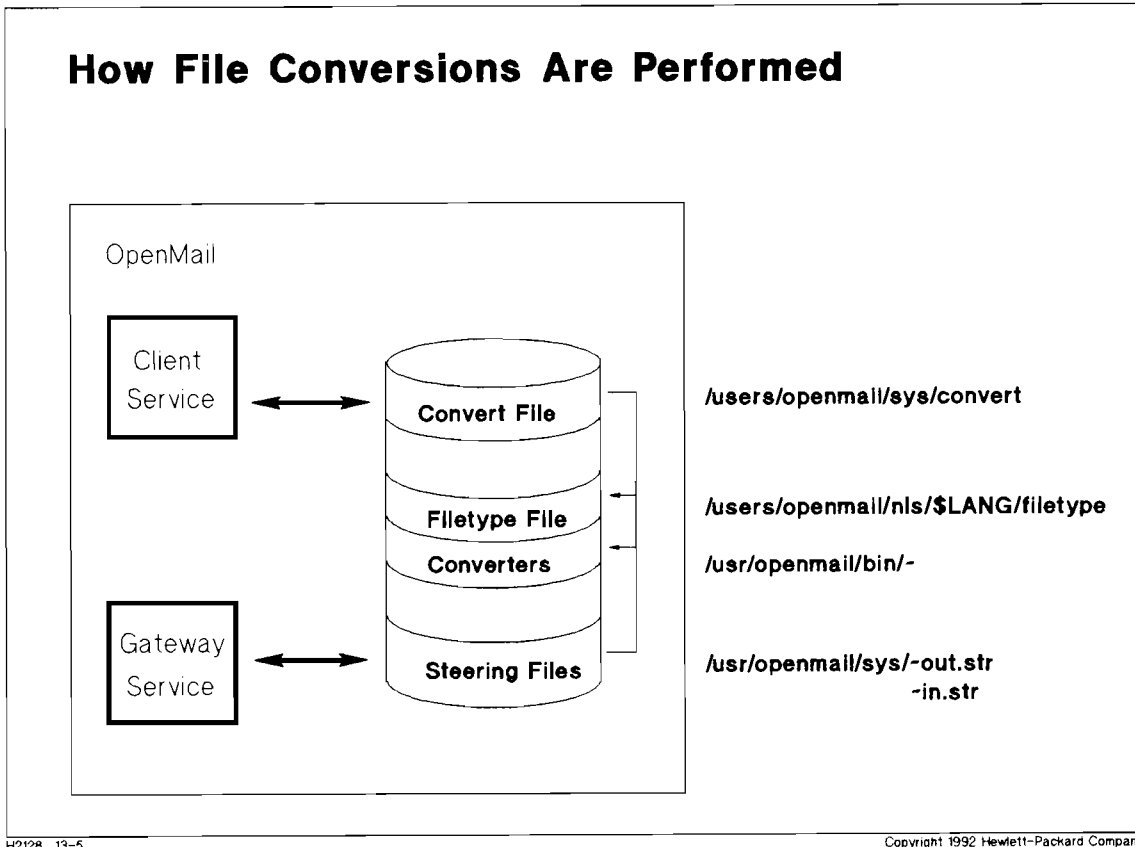 How File Conversions Are Performed
OpenMail
Client
Service
Convert File
/users/openmail/sys/convert
Filetype File
/users/openmail/nls/$LANG/filetype
Converters
/usr/openmail/bin/-
Gateway
Service
Steering Files
/usr/openmail/sys/-out.str
-in.str
H2128 13-5
Copyright 1992 Hewlett-Packard Compan